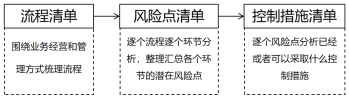 流程清单
围绕业务经营和管
理方式梳理流程
风险点清单
逐个流程逐个环节分
析，整理汇总各个环
节的潜在风险点
控制措施清单
逐个风险点分析已经
或者可以采取什么控
制措施